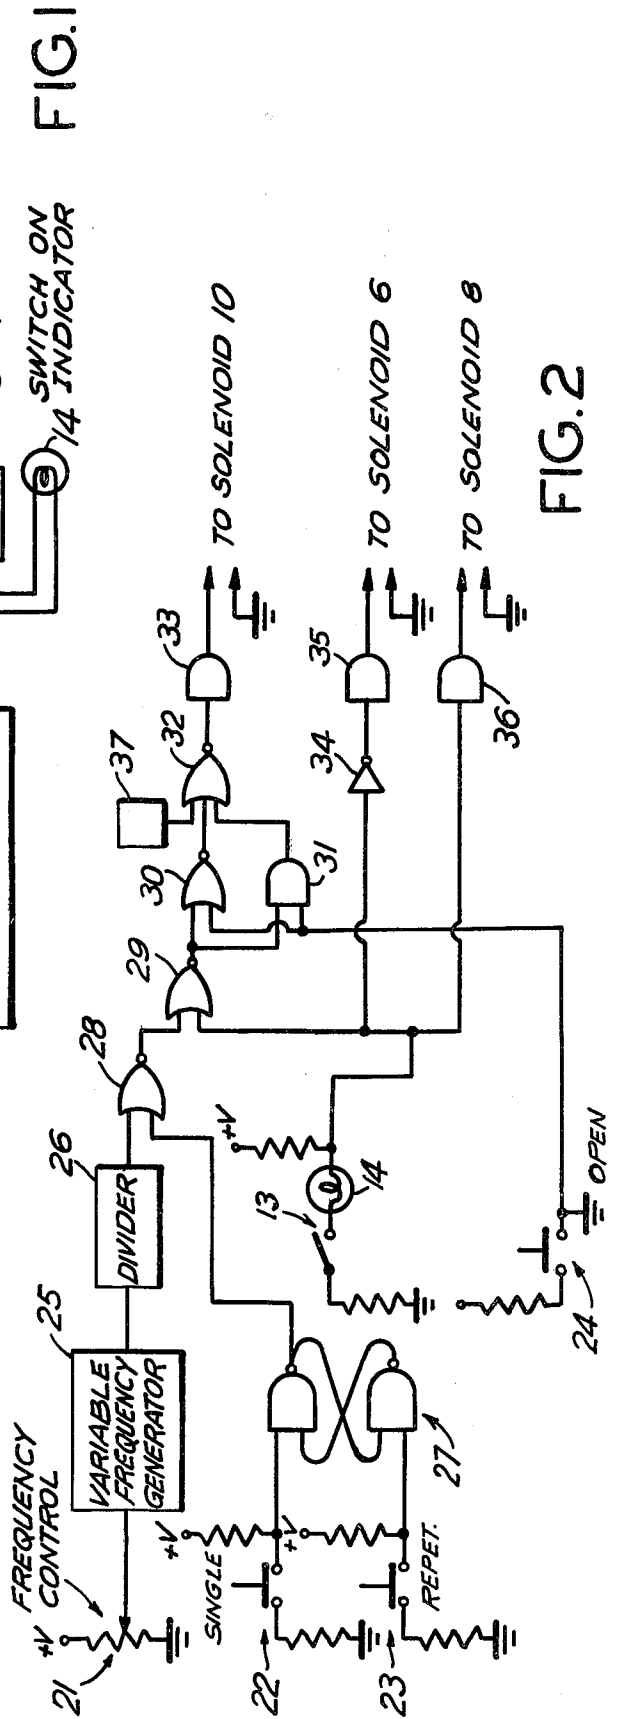 FIG. 1
SWITCH ON
INDICATOR
14
FREQUENCY
CONTROL
+V
21
25
VARIABLE
FREQUENCY
GENERATOR
26
DIVIDER
28
29
30
31
37
32
33
TO SOLENOID 10
34
35
TO SOLENOID 6
36
TO SOLENOID 8
+V
SINGLE
22
+V
REPET.
23
27
+V
13
14
24
OPEN
FIG. 2